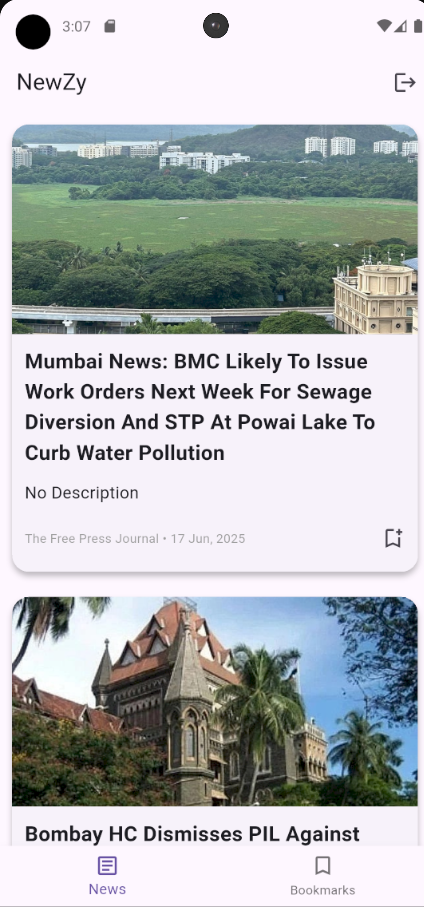 3:07
NewZy
Mumbai News: BMC Likely To Issue
Work Orders Next Week For Sewage
Diversion And STP At Powai Lake To
Curb Water Pollution
No Description
The Free Press Journal • 17 Jun, 2025
Bombay HC Dismisses PIL Against
News
Bookmarks